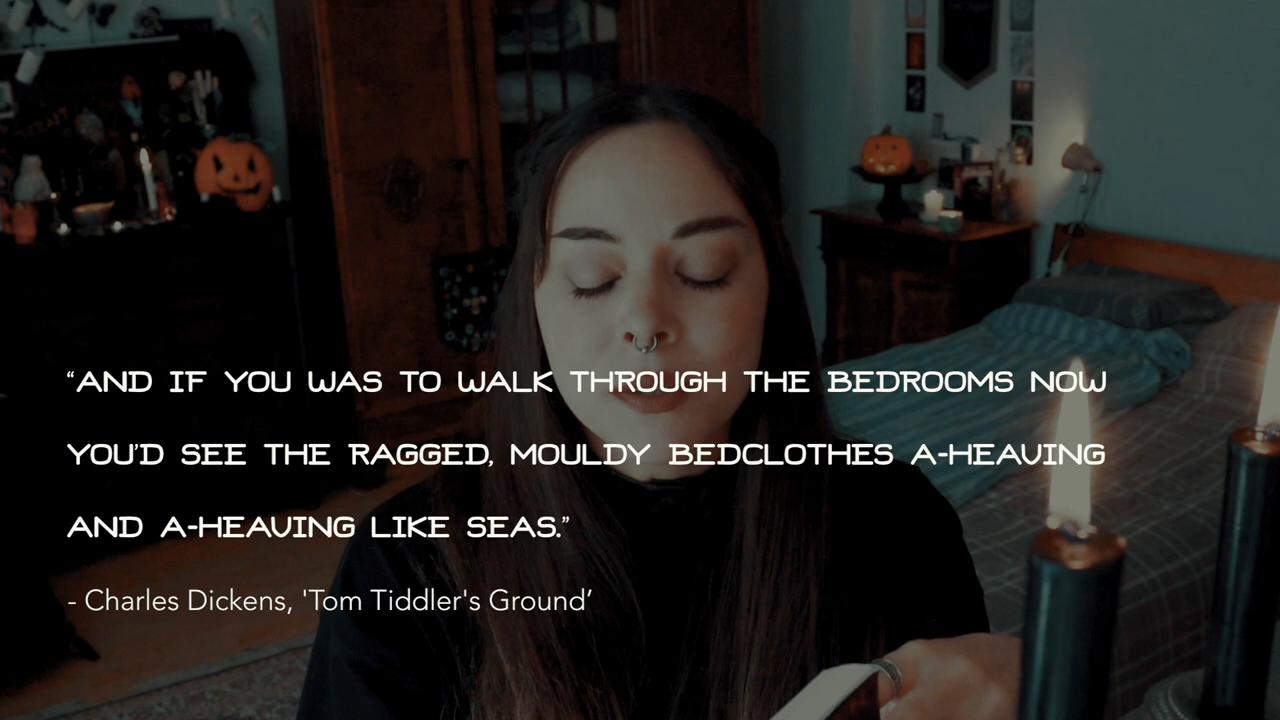 “AND IF YOU WAS TO WALK THROUGH THE BEDROOMS NOW
YOU’D SEE THE RAGGED, MOULDY BEDCLOTHES A-HEAVING
AND A-HEAVING LIKE SEAS.”
- Charles Dickens, 'Tom Tiddler's Ground’